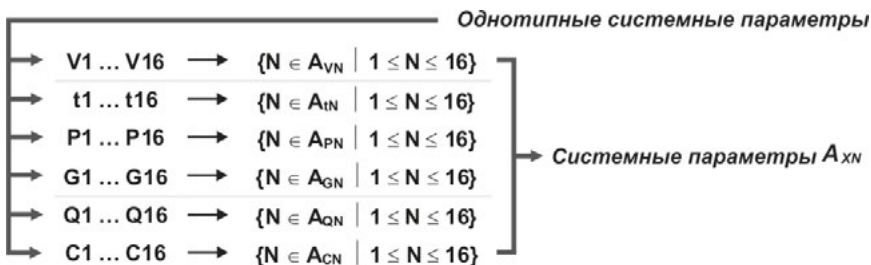 Однотипные системные параметры
V1 ... V16 → {N ∈ A_VN | 1 ≤ N ≤ 16}
t1 ... t16 → {N ∈ A_tN | 1 ≤ N ≤ 16}
P1 ... P16 → {N ∈ A_PN | 1 ≤ N ≤ 16}
Системные параметры A_XN
G1 ... G16 → {N ∈ A_GN | 1 ≤ N ≤ 16}
Q1 ... Q16 → {N ∈ A_QN | 1 ≤ N ≤ 16}
C1 ... C16 → {N ∈ A_CN | 1 ≤ N ≤ 16}